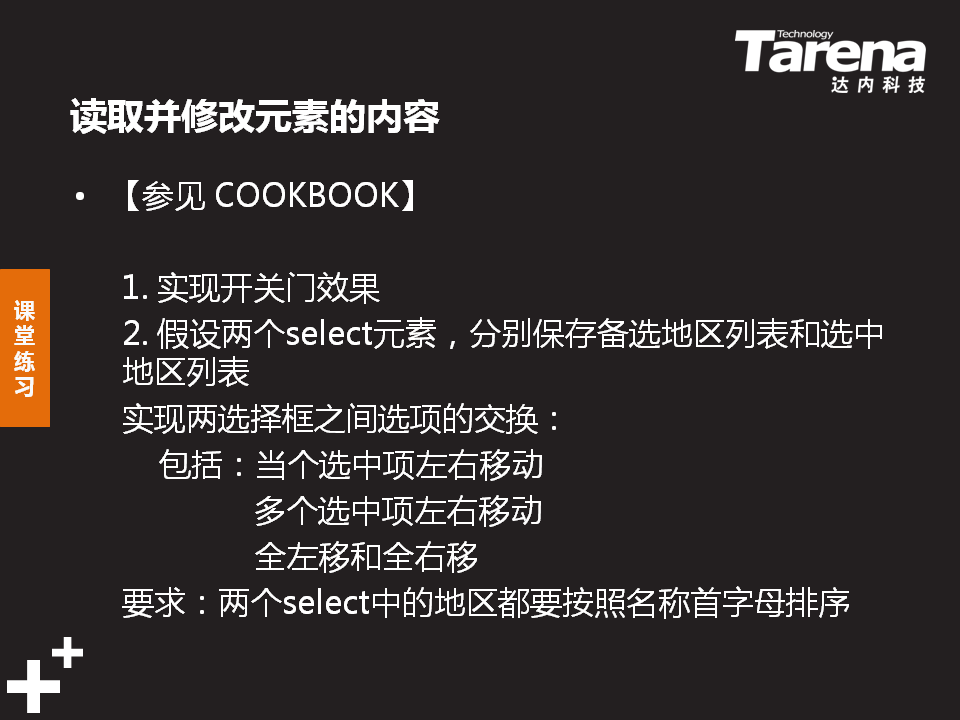 Technology
Tarena
达内科技
读取并修改元素的内容
• 【参见 COOKBOOK】
1. 实现开关门效果
2. 假设两个select元素，分别保存备选地区列表和选中
地区列表
实现两选择框之间选项的交换：
包括：当个选中项左右移动
多个选中项左右移动
全左移和全右移
要求：两个select中的地区都要按照名称首字母排序
课
堂
练
习